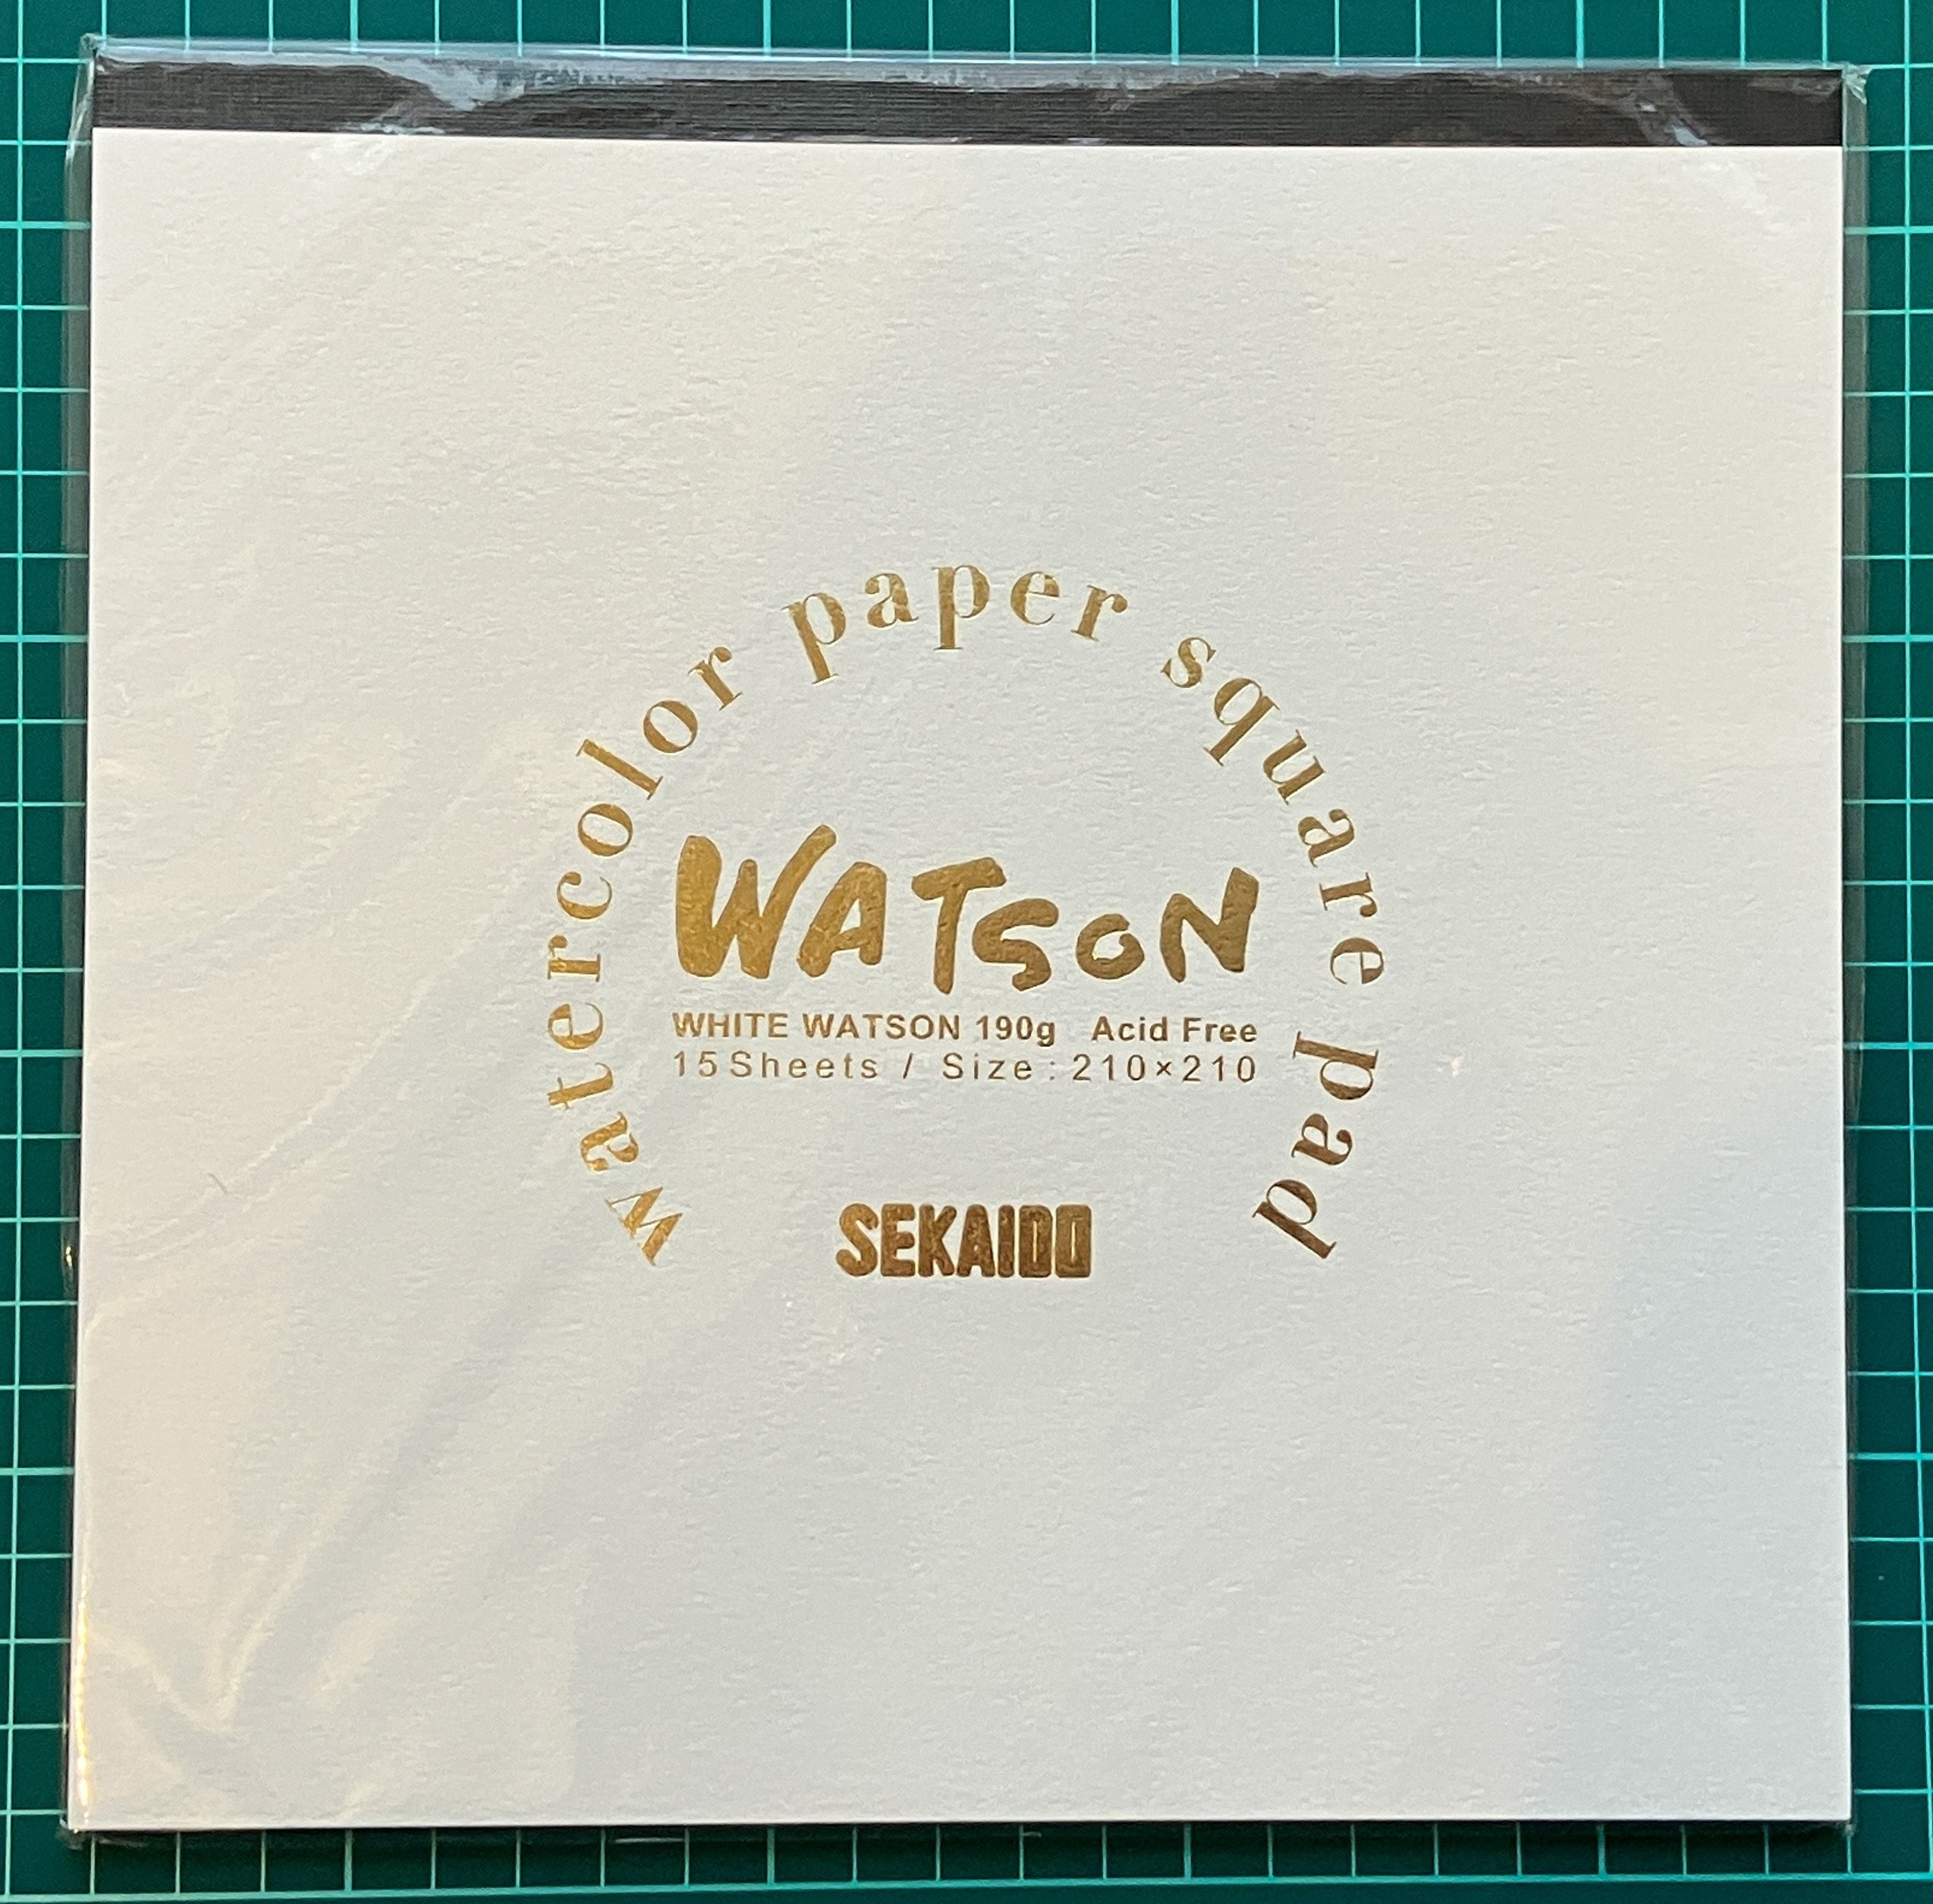 watercolor paper square pad
WATSON
WHITE WATSON 190g Acid Free
15 Sheets / Size : 210×210
SEKAIDO